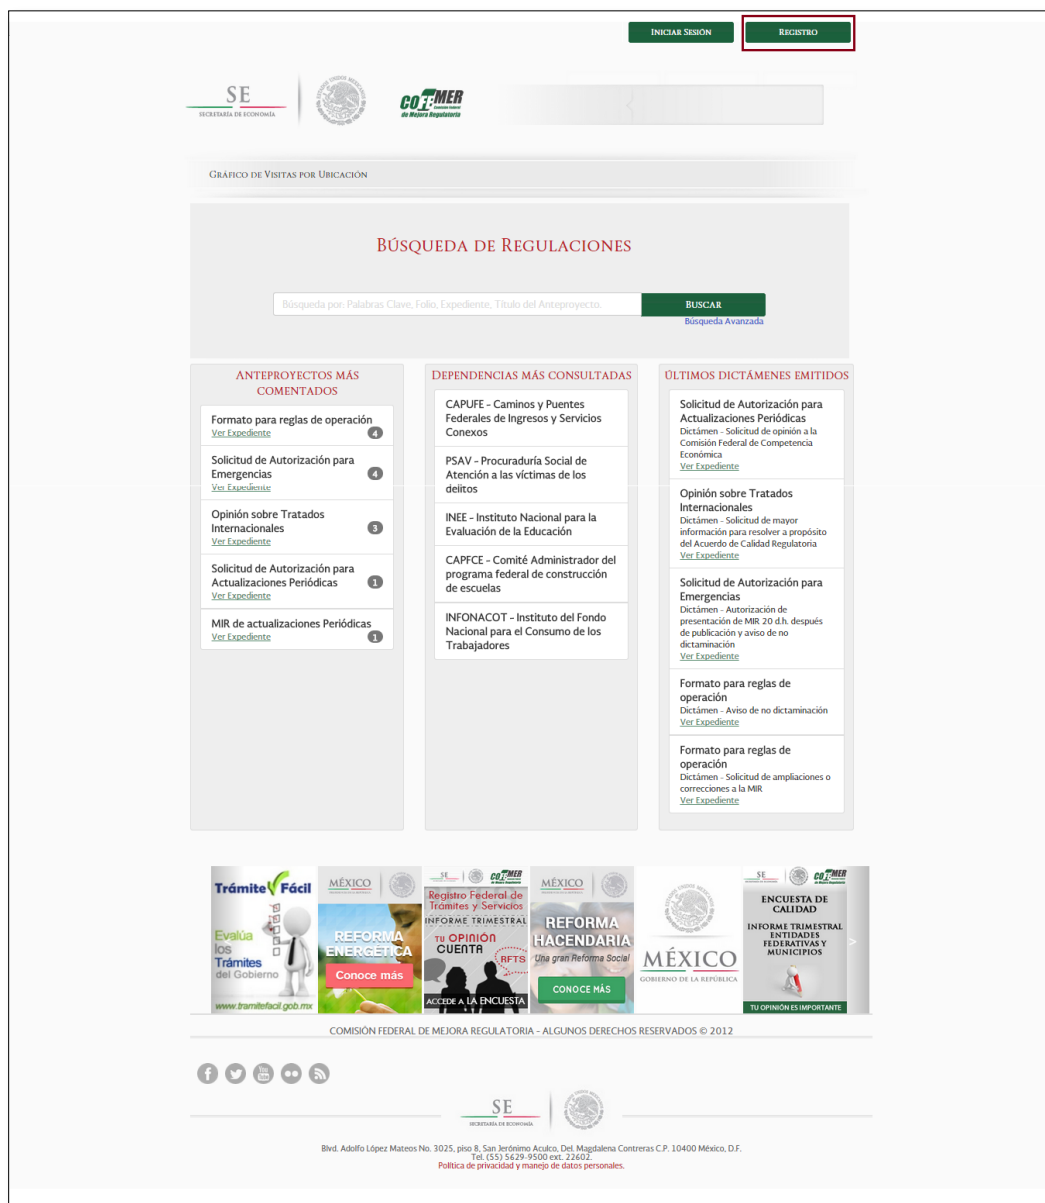 INICIAR SESIÓN
REGISTRO
SE
SECRETARÍA DE ECONOMÍA
ESTADOS UNIDOS MEXICANOS
COFEMER
Comisión Federal
de Mejora Regulatoria
GRÁFICO DE VISITAS POR UBICACIÓN
BÚSQUEDA DE REGULACIONES
Búsqueda por: Palabras Clave, Folio, Expediente, Título del Anteproyecto.
BUSCAR
Búsqueda Avanzada
ANTEPROYECTOS MÁS
COMENTADOS
Formato para reglas de operación
Ver Expediente
4
Solicitud de Autorización para
Emergencias
4
Ver Expediente
Opinión sobre Tratados
Internacionales
3
Ver Expediente
Solicitud de Autorización para
Actualizaciones Periódicas
1
Ver Expediente
MIR de actualizaciones Periódicas
Ver Expediente
1
DEPENDENCIAS MÁS CONSULTADAS
CAPUFE - Caminos y Puentes
Federales de Ingresos y Servicios
Conexos
PSAV - Procuraduría Social de
Atención a las víctimas de los
delitos
INEE - Instituto Nacional para la
Evaluación de la Educación
CAPFCE - Comité Administrador del
programa federal de construcción
de escuelas
INFONACOT - Instituto del Fondo
Nacional para el Consumo de los
Trabajadores
ÚLTIMOS DICTÁMENES EMITIDOS
Solicitud de Autorización para
Actualizaciones Periódicas
Dictámen - Solicitud de opinión a la
Comisión Federal de Competencia
Económica
Ver Expediente
Opinión sobre Tratados
Internacionales
Dictámen - Solicitud de mayor
información para resolver a propósito
del Acuerdo de Calidad Regulatoria
Ver Expediente
Solicitud de Autorización para
Emergencias
Dictámen - Autorización de
presentación de MIR 20 d.h. después
de publicación y aviso de no
dictaminación
Ver Expediente
Formato para reglas de
operación
Dictámen - Aviso de no dictaminación
Ver Expediente
Formato para reglas de
operación
Dictámen - Solicitud de ampliaciones o
correcciones a la MIR
Ver Expediente
Trámite Fácil
Evalúa
los
Trámites
del Gobierno
www.tramitefacil.gob.mx
MÉXICO
REFORMA
ENERGÉTICA
Conoce más
SE
COFEMER
Registro Federal de
Trámites y Servicios
INFORME TRIMESTRAL
TU OPINIÓN
CUENTA
RFTS
ACCEDE A LA ENCUESTA
MÉXICO
REFORMA
HACENDARIA
Una gran Reforma Social
CONOCE MÁS
MÉXICO
GOBIERNO DE LA REPÚBLICA
SE
COFEMER
ENCUESTA DE
CALIDAD
INFORME TRIMESTRAL
ENTIDADES
FEDERATIVAS Y
MUNICIPIOS
>
TU OPINIÓN ES IMPORTANTE
COMISIÓN FEDERAL DE MEJORA REGULATORIA - ALGUNOS DERECHOS RESERVADOS © 2012
You
SE
SECRETARÍA DE ECONOMÍA
Blvd. Adolfo López Mateos No. 3025, piso 8, San Jerónimo Aculco, Del. Magdalena Contreras C.P. 10400 México, D.F.
Tel. (55) 5629-9500 ext. 22602.
Política de privacidad y manejo de datos personales.